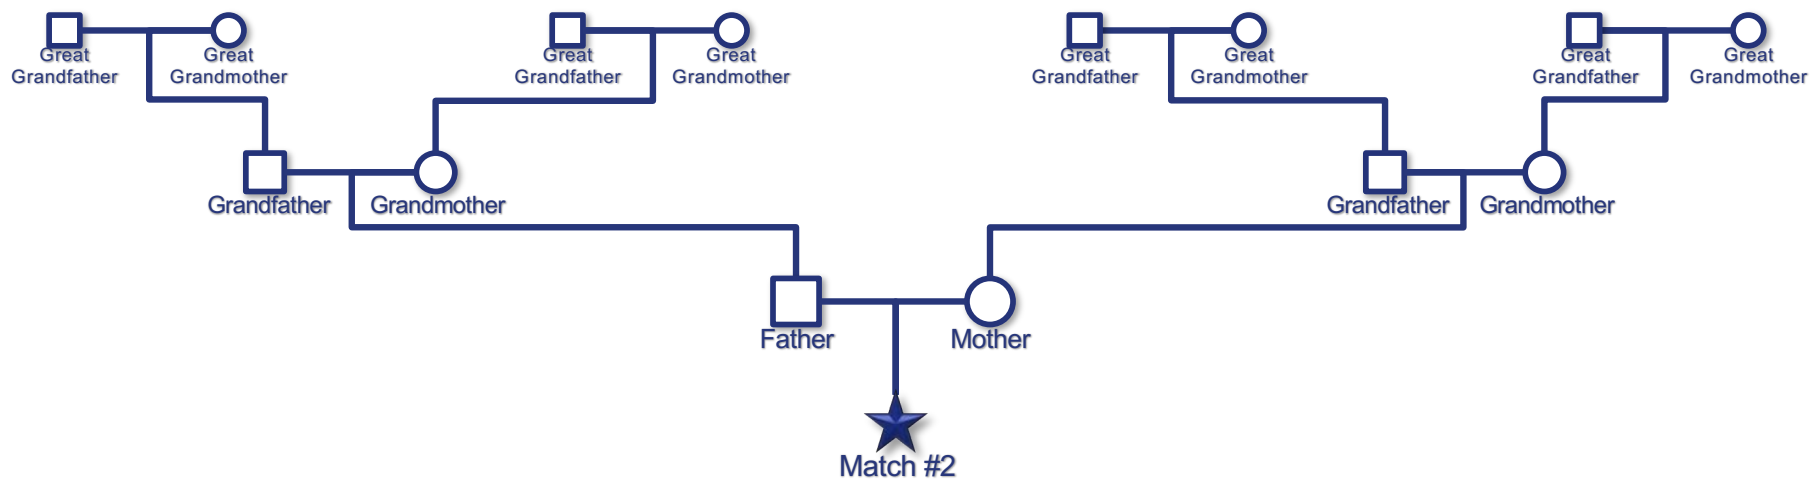 Great
Grandfather
Great
Grandmother
Great
Grandfather
Great
Grandmother
Great
Grandfather
Great
Grandmother
Great
Grandfather
Great
Grandmother
Grandfather
Grandmother
Grandfather
Grandmother
Father
Mother
Match #2